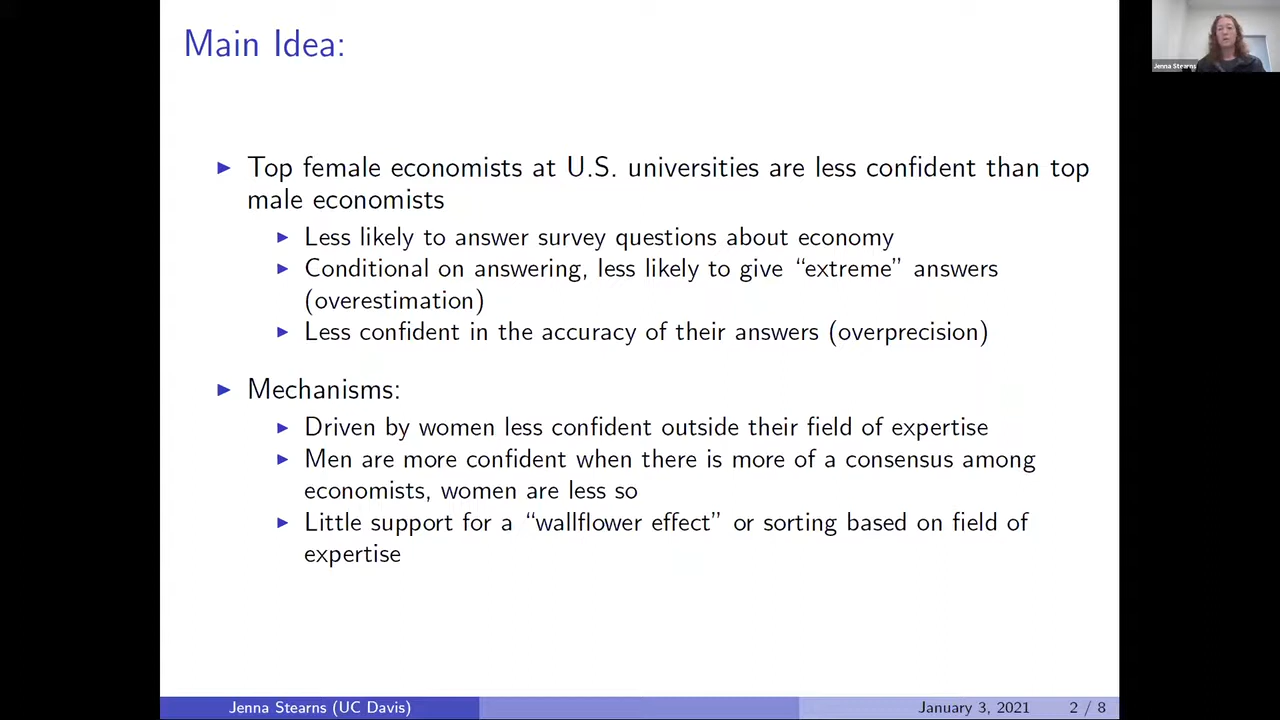 Main Idea:
Jenna Stearns
▶ Top female economists at U.S. universities are less confident than top
male economists
▶ Less likely to answer survey questions about economy
▶ Conditional on answering, less likely to give “extreme” answers
(overestimation)
▶ Less confident in the accuracy of their answers (overprecision)
▶ Mechanisms:
▶ Driven by women less confident outside their field of expertise
▶ Men are more confident when there is more of a consensus among
economists, women are less so
▶ Little support for a “wallflower effect” or sorting based on field of
expertise
Jenna Stearns (UC Davis) January 3, 2021 2 / 8